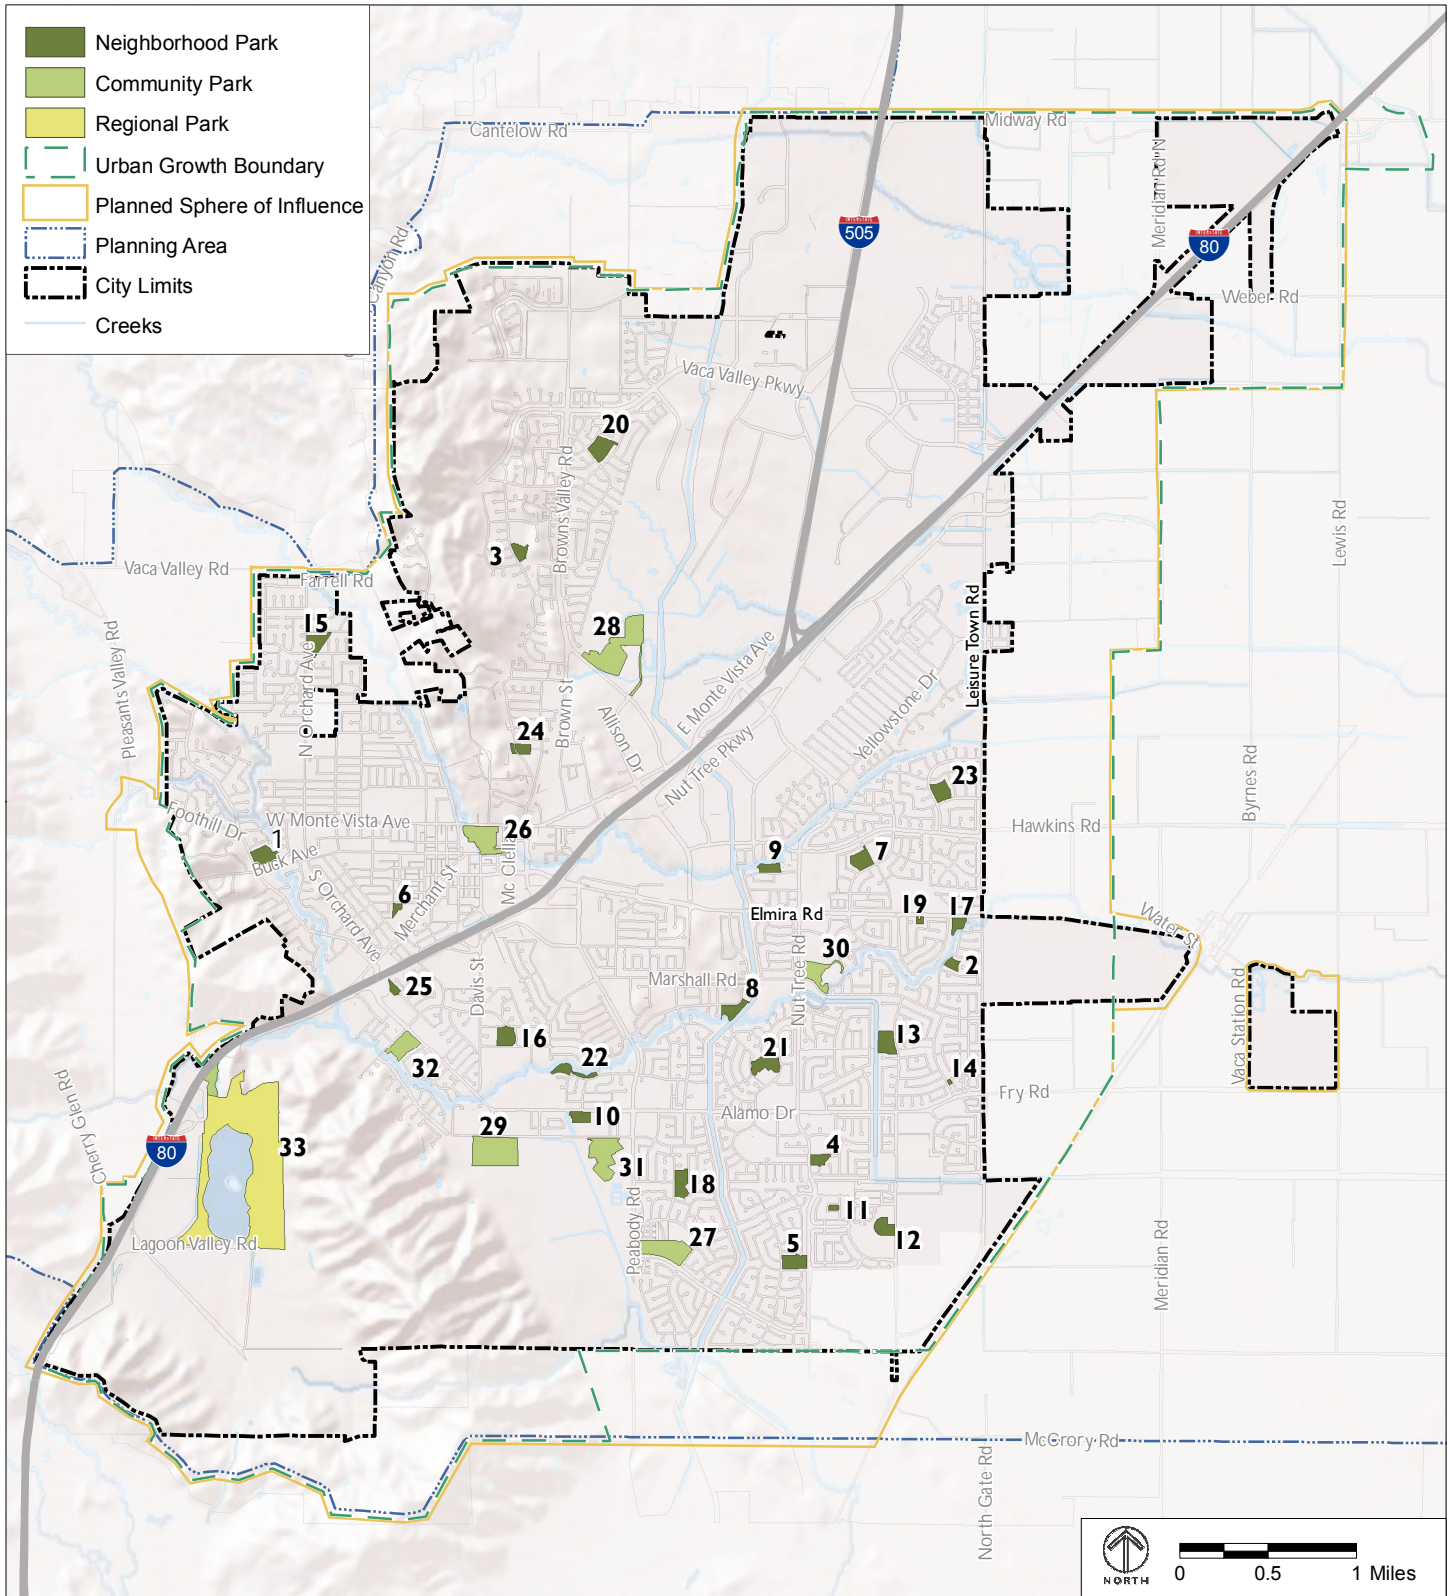 Neighborhood Park
Community Park
Regional Park
Urban Growth Boundary
Planned Sphere of Influence
Planning Area
City Limits
Creeks
Cantelow Rd
Midway Rd
Meridian Rd N
INTERSTATE
505
INTERSTATE
80
Canyon Rd
Weber Rd
Vaca Valley Pkwy
20
Browns Valley Rd
3
Lewis Rd
Vaca Valley Rd
Farrell Rd
15
28
Leisure Town Rd
Pleasants Valley Rd
N Orchard Ave
E Monte Vista Ave
Yellowstone Dr
Brown St
Allison Dr
24
Nut Tree Pkwy
23
Byrnes Rd
Foothill Dr
W Monte Vista Ave
26
Hawkins Rd
1
Buck Ave
Mc Clella
9
7
S Orchard Ave
Merchant St
6
Elmira Rd
19
17
Water St
30
Nut Tree Rd
2
25
Davis St
Marshall Rd
8
Vaca Station Rd
16
13
32
22
21
14
Cherry Glen Rd
Fry Rd
10
Alamo Dr
29
INTERSTATE
80
33
31
4
18
11
Peabody Rd
27
12
Lagoon Valley Rd
5
Meridian Rd
McCrory Rd
North Gate Rd
NORTH
0
0.5
1 Miles